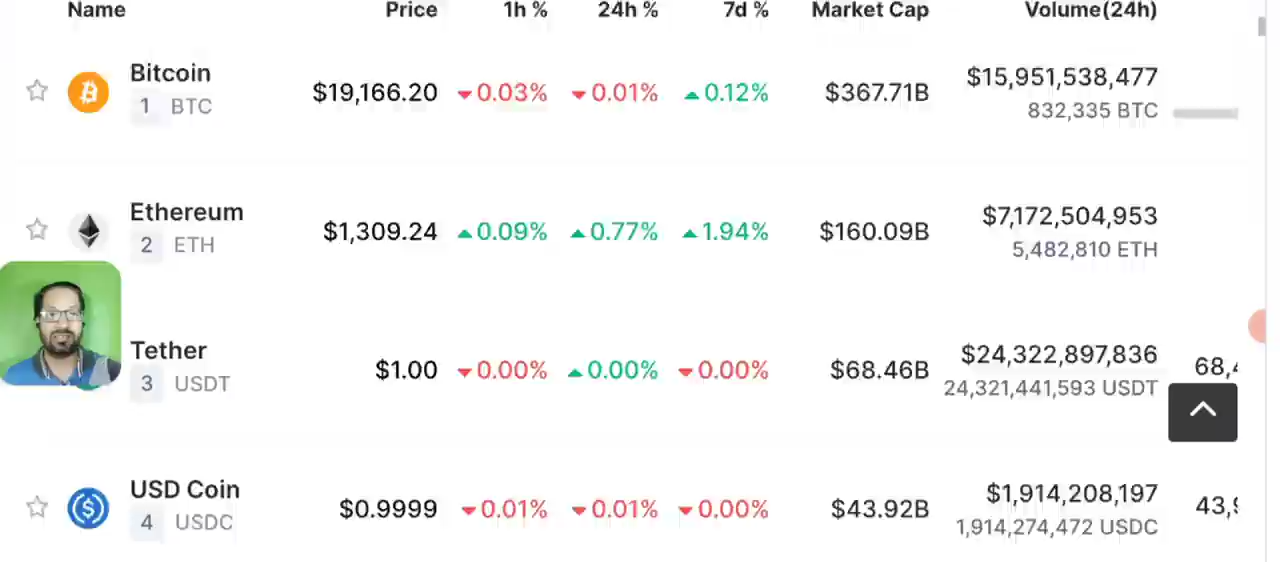 Name Price 1h % 24h % 7d % Market Cap Volume(24h)
Bitcoin
1 BTC
$19,166.20 0.03% 0.01% 0.12% $367.71B $15,951,538,477
832,335 BTC
Ethereum
2 ETH
$1,309.24 0.09% 0.77% 1.94% $160.09B $7,172,504,953
5,482,810 ETH
Tether
3 USDT
$1.00 0.00% 0.00% 0.00% $68.46B $24,322,897,836
24,321,441,593 USDT
USD Coin
4 USDC
$0.9999 0.01% 0.01% 0.00% $43.92B $1,914,208,197
1,914,274,472 USDC